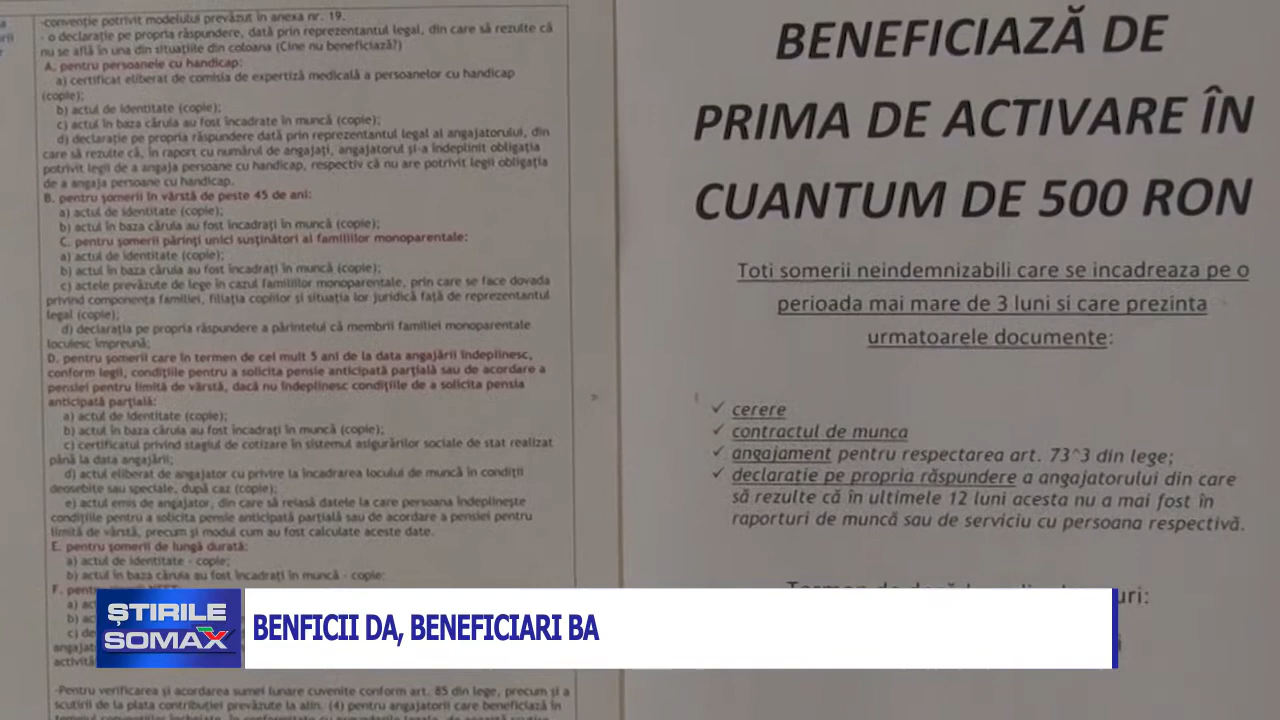 -convenție potrivit modelului prevăzut în anexa nr. 19.
- o declarație pe propria răspundere, dată prin reprezentantul legal, din care să rezulte că
nu se află în una din situațiile din coloana (Cine nu beneficiază?)
A. pentru persoanele cu handicap:
a) certificat eliberat de comisia de expertiză medicală a persoanelor cu handicap
(copie);
b) actul de identitate (copie);
c) actul în baza căruia au fost încadrate în muncă (copie);
d) declarație pe propria răspundere dată prin reprezentantul legal al angajatorului, din
care să rezulte că, în raport cu numărul de angajați, angajatorul și-a îndeplinit obligația
potrivit legii de a angaja persoane cu handicap, respectiv că nu are potrivit legii obligația
de a angaja persoane cu handicap.
B. pentru șomerii în vârstă de peste 45 de ani:
a) actul de identitate (copie);
b) actul în baza căruia au fost încadrați în muncă (copie);
C. pentru șomerii părinți unici susținători ai familiilor monoparentale:
a) actul de identitate (copie);
b) actul în baza căruia au fost încadrați în muncă (copie);
c) actele prevăzute de lege în cazul familiilor monoparentale, prin care se face dovada
privind componența familiei, filiația copiilor și situația lor juridică față de reprezentantul
legal (copie);
d) declarația pe propria răspundere a părintelui că membrii familiei monoparentale
locuiesc împreună;
D. pentru șomerii care în termen de cel mult 5 ani de la data angajării îndeplinesc,
conform legii, condițiile pentru a solicita pensie anticipată parțială sau de acordare a
pensiei pentru limită de vârstă, dacă nu îndeplinesc condițiile de a solicita pensia
anticipată parțială:
a) actul de identitate (copie);
b) actul în baza căruia au fost încadrați în muncă (copie);
c) certificatul privind stagiul de cotizare în sistemul asigurărilor sociale de stat realizat
până la data angajării;
d) actul eliberat de angajator cu privire la încadrarea locului de muncă în condiții
deosebite sau speciale, după caz (copie);
e) actul emis de angajator, din care să reiasă datele la care persoana îndeplinește
condițiile pentru a solicita pensie anticipată parțială sau de acordare a pensiei pentru
limită de vârstă, precum și modul cum au fost calculate aceste date.
E. pentru șomerii de lungă durată:
a) actul de identitate - copie;
b) actul în baza căruia au fost încadrați în muncă - copie;
-Pentru verificarea și acordarea sumei lunare cuvenite conform art. 85 din lege, precum și a
scutirii de la plata contribuției prevăzute la alin. (4) pentru angajatorii care beneficiază în
BENEFICIAZĂ DE
PRIMA DE ACTIVARE ÎN
CUANTUM DE 500 RON
Toti somerii neindemnizabili care se incadreaza pe o
perioada mai mare de 3 luni si care prezinta
urmatoarele documente:
✓ cerere
✓ contractul de munca
✓ angajament pentru respectarea art. 73^3 din lege;
✓ declaratie pe propria răspundere a angajatorului din care
să rezulte că în ultimele 12 luni acesta nu a mai fost în
raporturi de muncă sau de serviciu cu persoana respectivă.
ȘTIRILE
SOMAX
BENFICII DA, BENEFICIARI BA